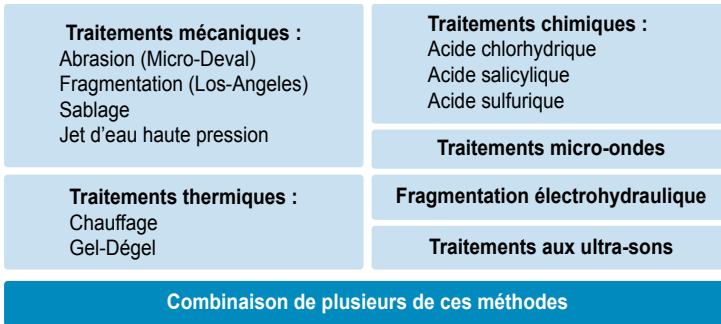 Traitements mécaniques :
Abrasion (Micro-Deval)
Fragmentation (Los-Angeles)
Sablage
Jet d'eau haute pression
Traitements thermiques :
Chauffage
Gel-Dégel
Traitements chimiques :
Acide chlorhydrique
Acide salicylique
Acide sulfurique
Traitements micro-ondes
Fragmentation électrohydraulique
Traitements aux ultra-sons
Combinaison de plusieurs de ces méthodes